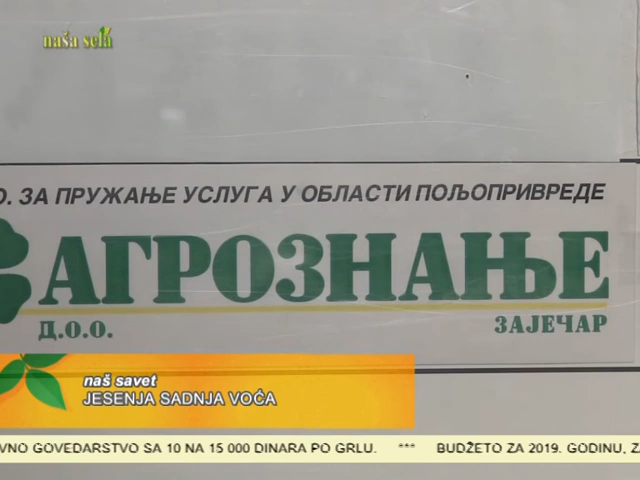 naša sela
О. ЗА ПРУЖАЊЕ УСЛУГА У ОБЛАСТИ ПОЉОПРИВРЕДЕ
АГРОЗНАЊЕ
Д.О.О.
ЗАЈЕЧАР
naš savet
JESENJA SADNJA VOĆA
VNO GOVEDARSTVO SA 10 NA 15 000 DINARA PO GRLU. *** BUDŽETO ZA 2019. GODINU, ZA